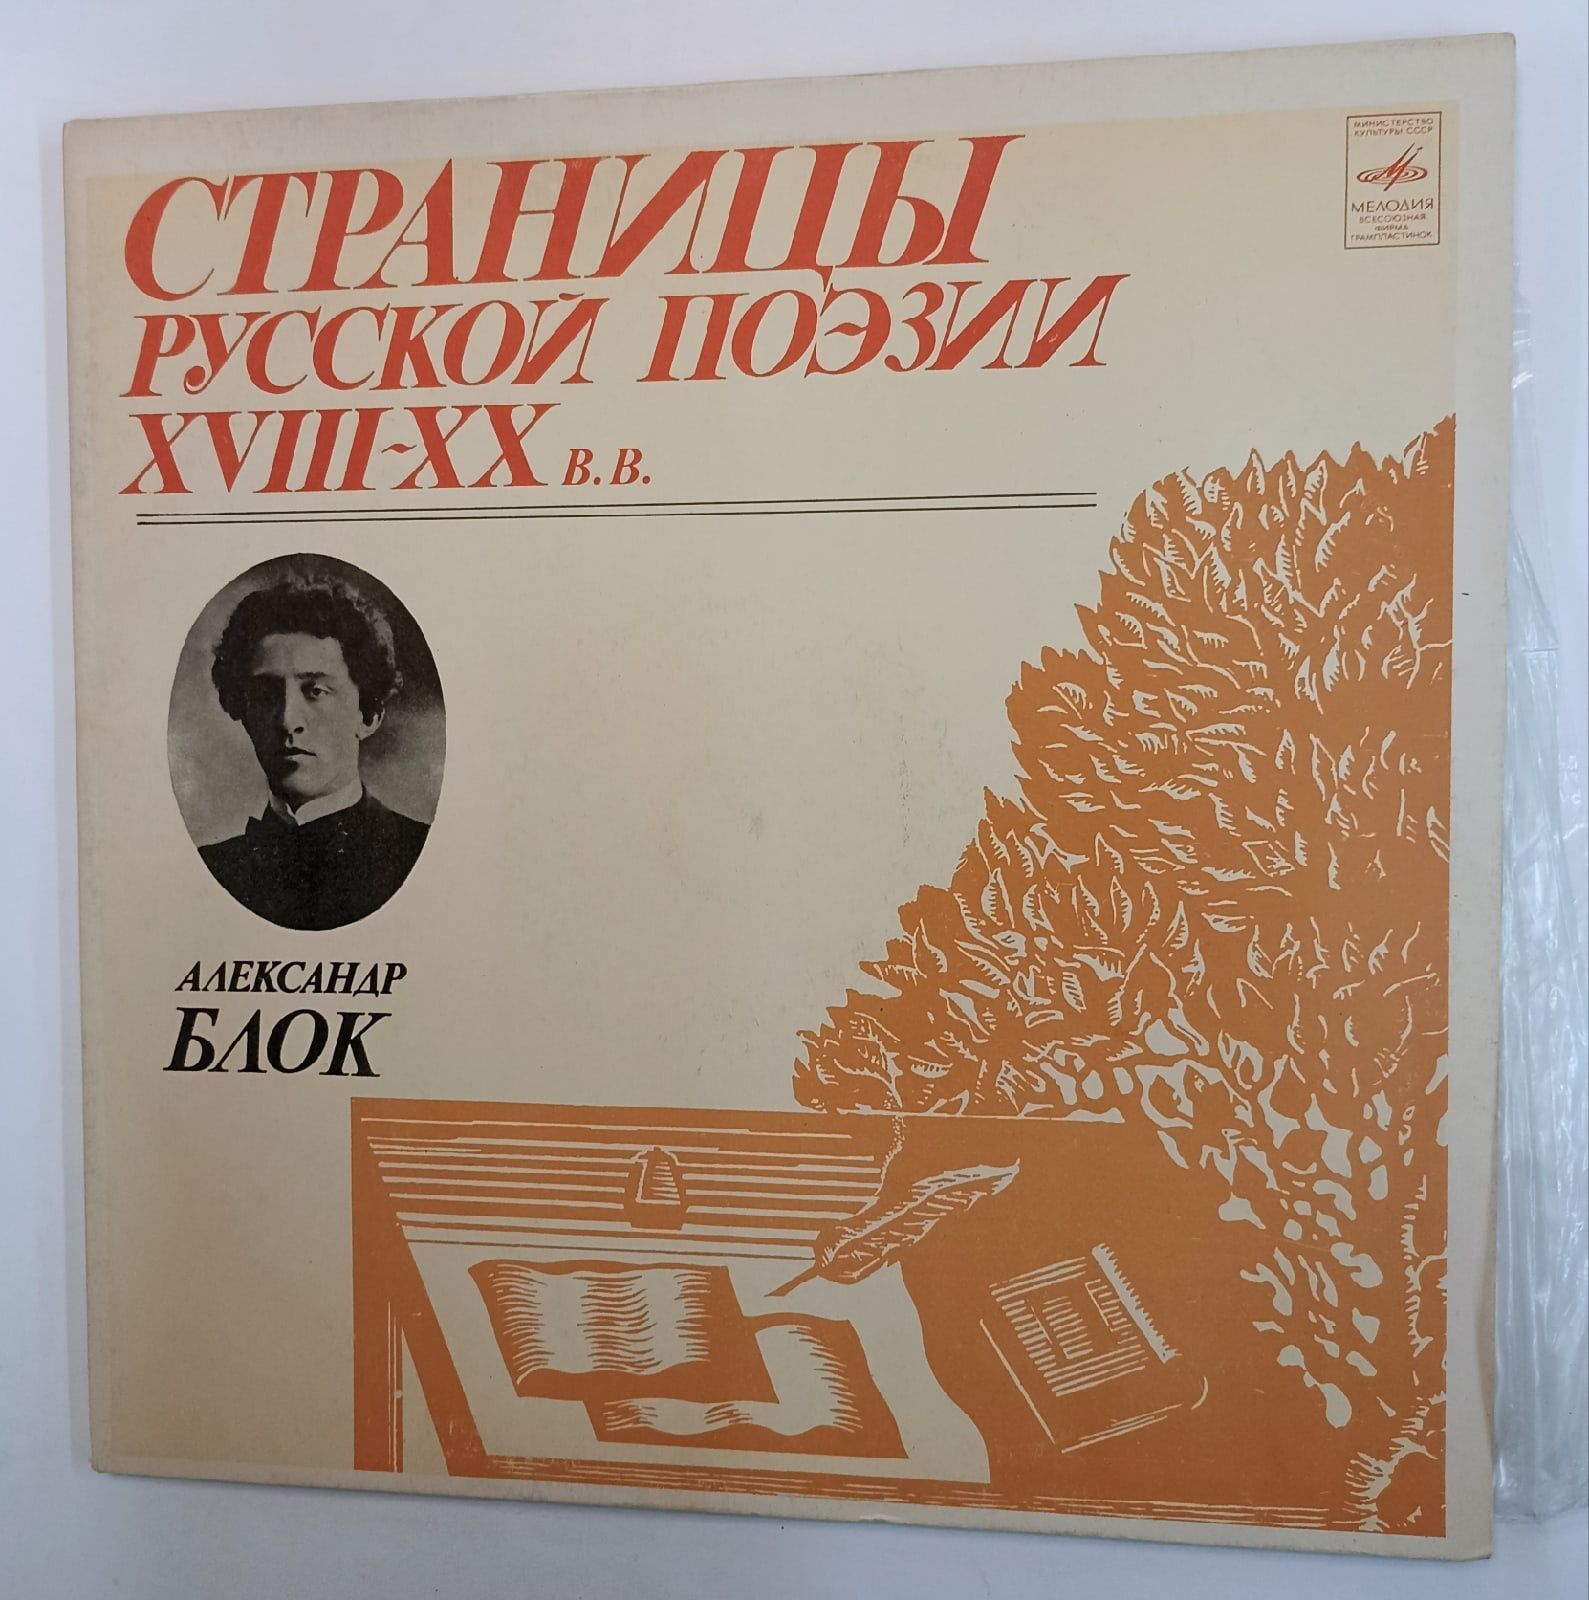 СТРАНИЦЫ
РУССКОЙ ПОЭЗИИ
XVIII-XX В.В.
МИНИСТЕРСТВО
КУЛЬТУРЫ СССР
МЕЛОДИЯ
ВСЕСОЮЗНАЯ
ФИРМА
ГРАМПЛАСТИНОК
АЛЕКСАНДР
БЛОК